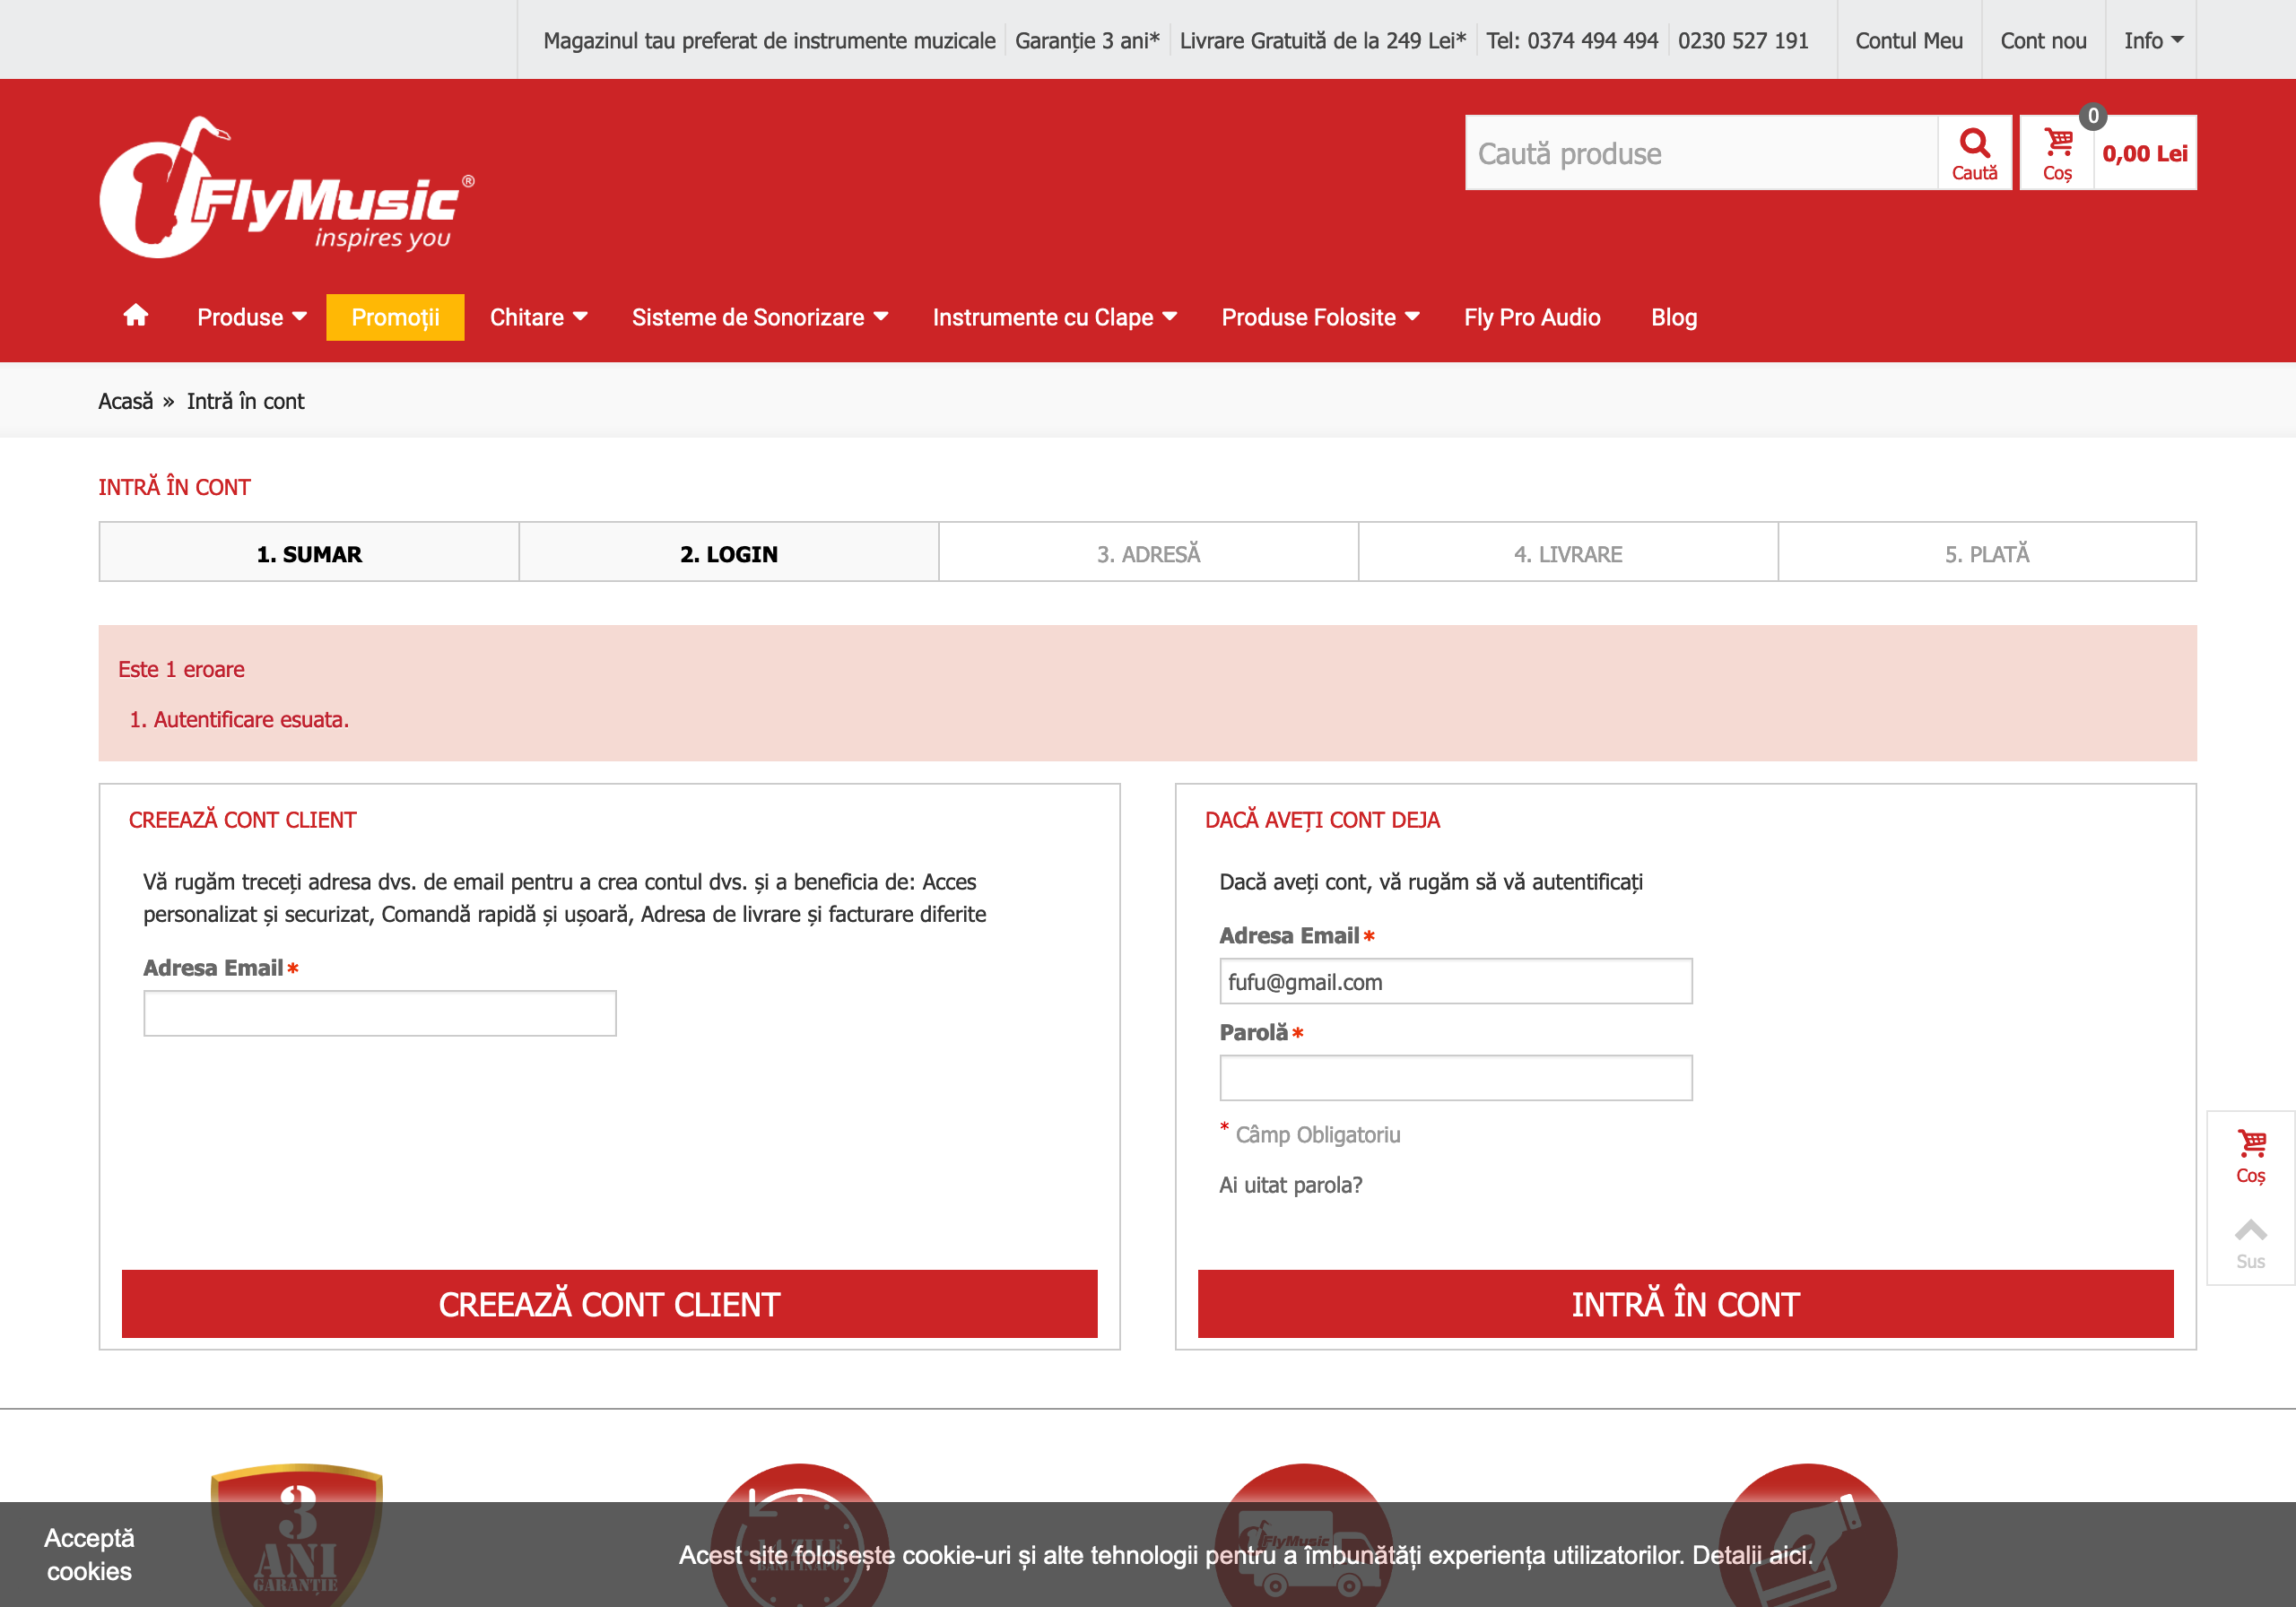 Magazinul tau preferat de instrumente muzicale Garanție 3 ani* Livrare Gratuită de la 249 Lei* Tel: 0374 494 494 0230 527 191 Contul Meu Cont nou Info
FlyMusic®
inspires you
Caută produse
Caută
0
Coș
0,00 Lei
Produse Promoții Chitare Sisteme de Sonorizare Instrumente cu Clape Produse Folosite Fly Pro Audio Blog
Acasă » Intră în cont
INTRĂ ÎN CONT
1. SUMAR 2. LOGIN 3. ADRESĂ 4. LIVRARE 5. PLATĂ
Este 1 eroare
1. Autentificare esuata.
CREEAZĂ CONT CLIENT
Vă rugăm treceți adresa dvs. de email pentru a crea contul dvs. și a beneficia de: Acces
personalizat și securizat, Comandă rapidă și ușoară, Adresa de livrare și facturare diferite
Adresa Email*
CREEAZĂ CONT CLIENT
DACĂ AVEȚI CONT DEJA
Dacă aveți cont, vă rugăm să vă autentificați
Adresa Email*
fufu@gmail.com
Parolă*
* Câmp Obligatoriu
Ai uitat parola?
INTRĂ ÎN CONT
Coș
Sus
3
ANI
GARANȚIE
14 ZILE
BANII ÎNAPOI
FlyMusic
Acceptă
cookies
Acest site folosește cookie-uri și alte tehnologii pentru a îmbunătăți experiența utilizatorilor. Detalii aici.